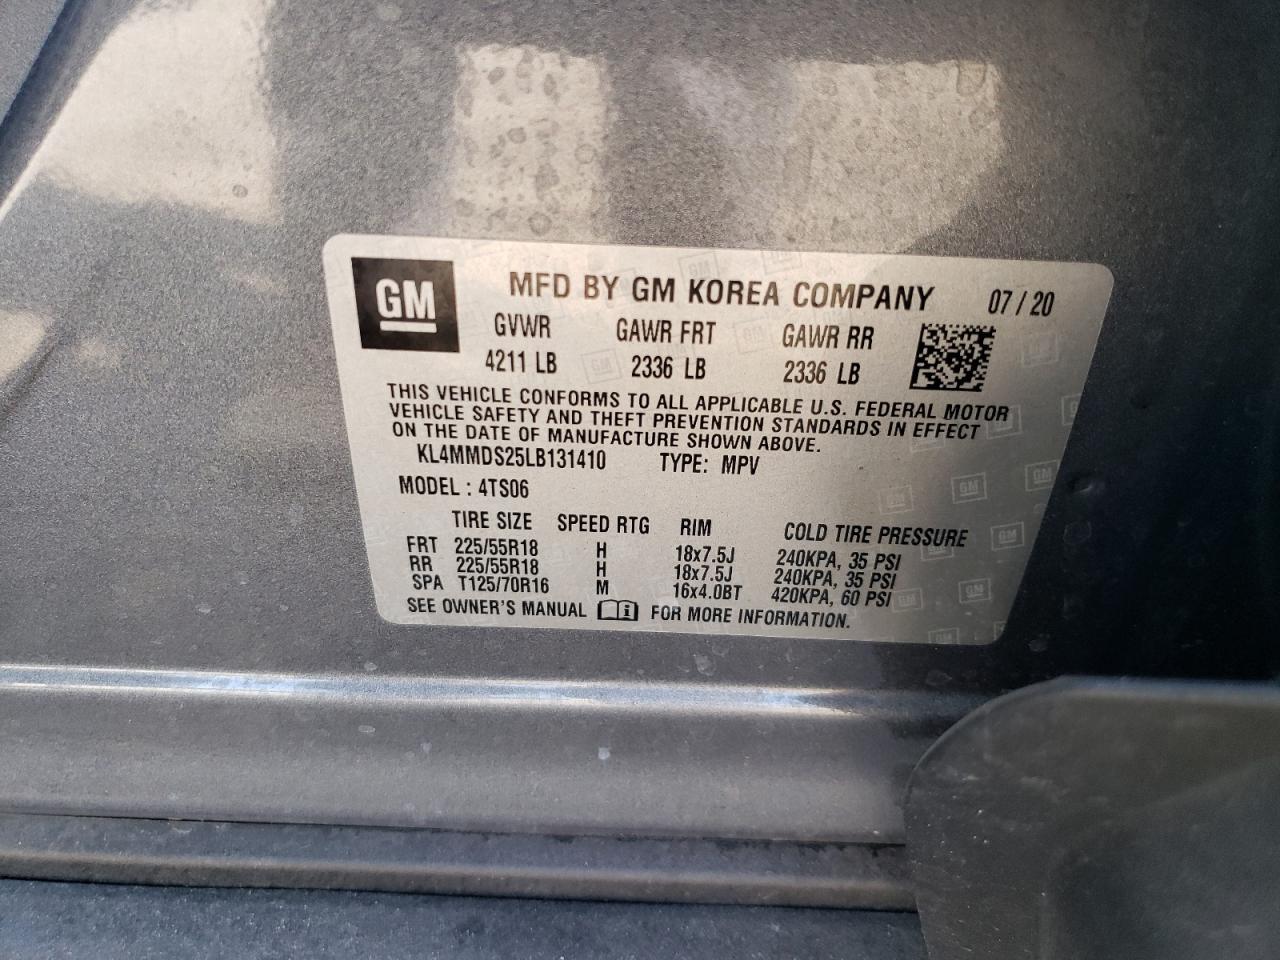 GM
MFD BY GM KOREA COMPANY 07/20
GVWR GAWR FRT GAWR RR
4211 LB 2336 LB 2336 LB
THIS VEHICLE CONFORMS TO ALL APPLICABLE U.S. FEDERAL MOTOR
VEHICLE SAFETY AND THEFT PREVENTION STANDARDS IN EFFECT
ON THE DATE OF MANUFACTURE SHOWN ABOVE.
KL4MMDS25LB131410 TYPE: MPV
MODEL : 4TS06
TIRE SIZE SPEED RTG RIM COLD TIRE PRESSURE
FRT 225/55R18 H 18x7.5J 240KPA, 35 PSI
RR 225/55R18 H 18x7.5J 240KPA, 35 PSI
SPA T125/70R16 M 16x4.0BT 420KPA, 60 PSI
SEE OWNER'S MANUAL FOR MORE INFORMATION.